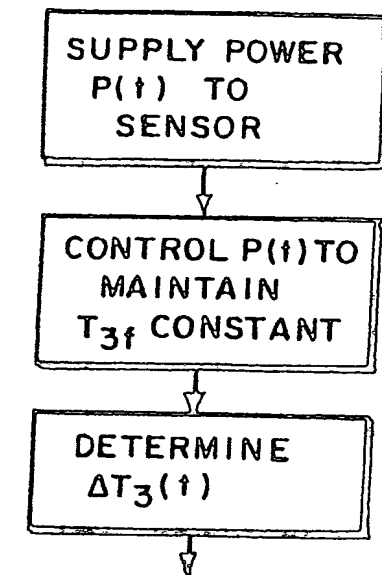 SUPPLY POWER
P(t) TO
SENSOR
CONTROL P(t) TO
MAINTAIN
T3f CONSTANT
DETERMINE
ΔT3(t)